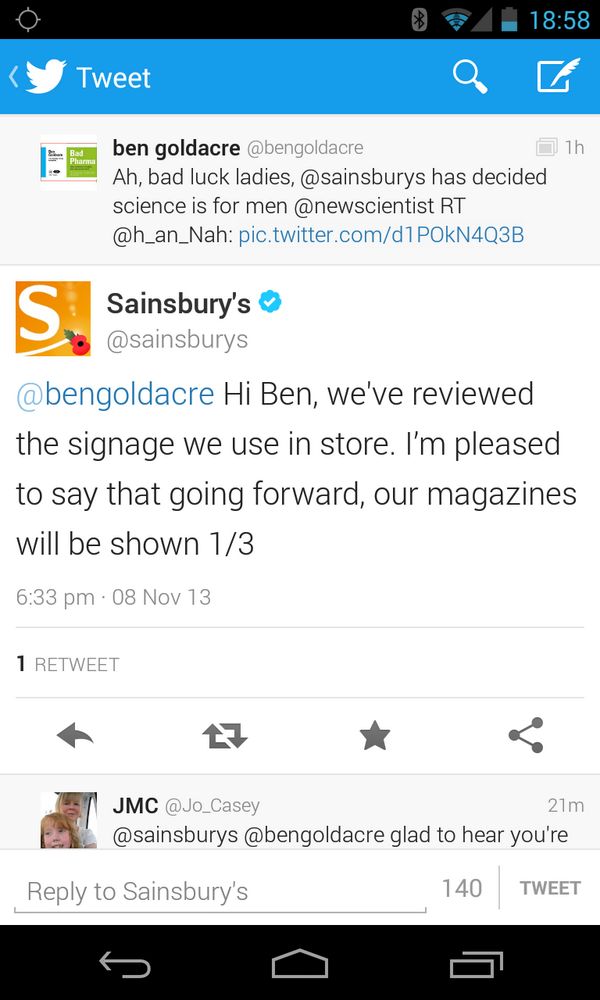 18:58
Tweet
ben goldacre @bengoldacre 1h
Ah, bad luck ladies, @sainsburys has decided
science is for men @newscientist RT
@h_an_Nah: pic.twitter.com/d1POkN4Q3B
Bad
Pharma
S
Sainsbury's
@sainsburys
@bengoldacre Hi Ben, we've reviewed
the signage we use in store. I'm pleased
to say that going forward, our magazines
will be shown 1/3
6:33 pm · 08 Nov 13
1 RETWEET
JMC @Jo_Casey 21m
@sainsburys @bengoldacre glad to hear you're
Reply to Sainsbury's 140 TWEET